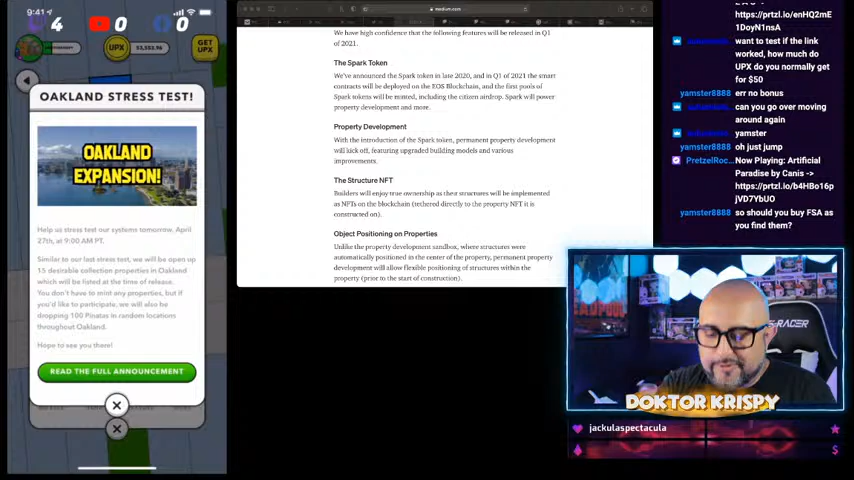 9:41
4
0
0
UPX
GET
UPX
OAKLAND STRESS TEST!
OAKLAND
EXPANSION!
Help us stress test our systems tomorrow, April
27th, at 9:00 AM PT.
Similar to our last stress test, we will be open up
15 desirable collection properties in Oakland
which will be listed at the time of release.
You don't have to mint any properties, but if
you'd like to participate, we will also be
dropping 100 Pinatas in random locations
throughout Oakland.
Hope to see you there!
READ THE FULL ANNOUNCEMENT
medium.com
We have high confidence that the following features will be released in Q1
of 2021.
The Spark Token
We've announced the Spark token in late 2020, and in Q1 of 2021 the smart
contracts will be deployed on the EOS Blockchain, and the first pools of
Spark tokens will be minted, including the citizen airdrop. Spark will power
property development and more.
Property Development
With the introduction of the Spark token, permanent property development
will kick off, featuring upgraded building models and various
improvements.
The Structure NFT
Builders will enjoy true ownership as their structures will be implemented
as NFTs on the blockchain (tethered directly to the property NFT it is
constructed on).
Object Positioning on Properties
Unlike the property development sandbox, where structures were
automatically positioned in the center of the property, permanent property
development will allow flexible positioning of structures within the
property (prior to the start of construction).
https://prtzl.io/enHQ2mE
1DoyN1nsA
want to test if the link
worked, how much do
UPX do you normally get
for $50
yamster8888 err no bonus
can you go over moving
around again
yamster
yamster8888 oh just jump
PretzelRoc... Now Playing: Artificial
Paradise by Canis ->
https://prtzl.io/b4HBo16p
jVD7YbUO
yamster8888 so should you buy FSA as
you find them?
DEADPOOL
RACER
DOKTOR KRISPY
jackulaspectacula
$